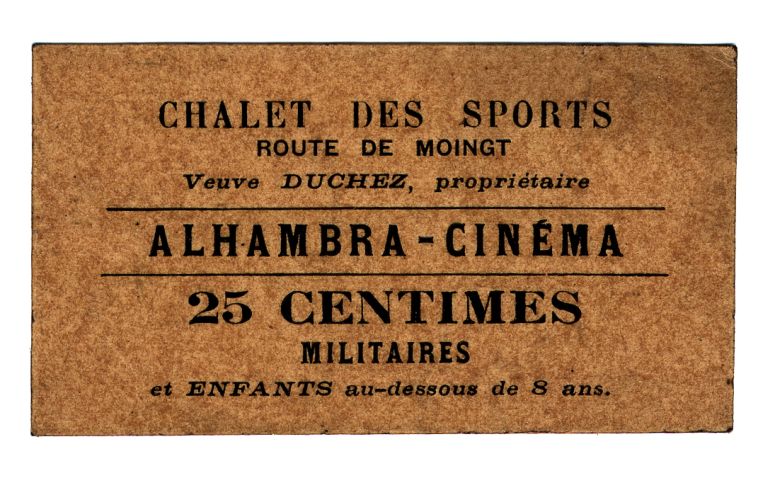 CHALET DES SPORTS
ROUTE DE MOINGT
Veuve DUCHEZ, propriétaire
ALHAMBRA-CINÉMA
25 CENTIMES
MILITAIRES
et ENFANTS au-dessous de 8 ans.